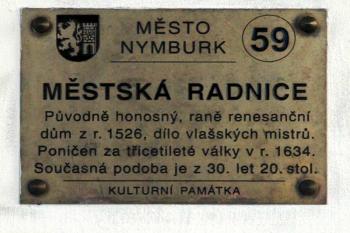 MĚSTO
NYMBURK
59
MĚSTSKÁ RADNICE
Původně honosný, raně renesanční
dům z r. 1526, dílo vlašských mistrů.
Poničen za třicetileté války v r. 1634.
Současná podoba je z 30. let 20. stol.
KULTURNÍ PAMÁTKA